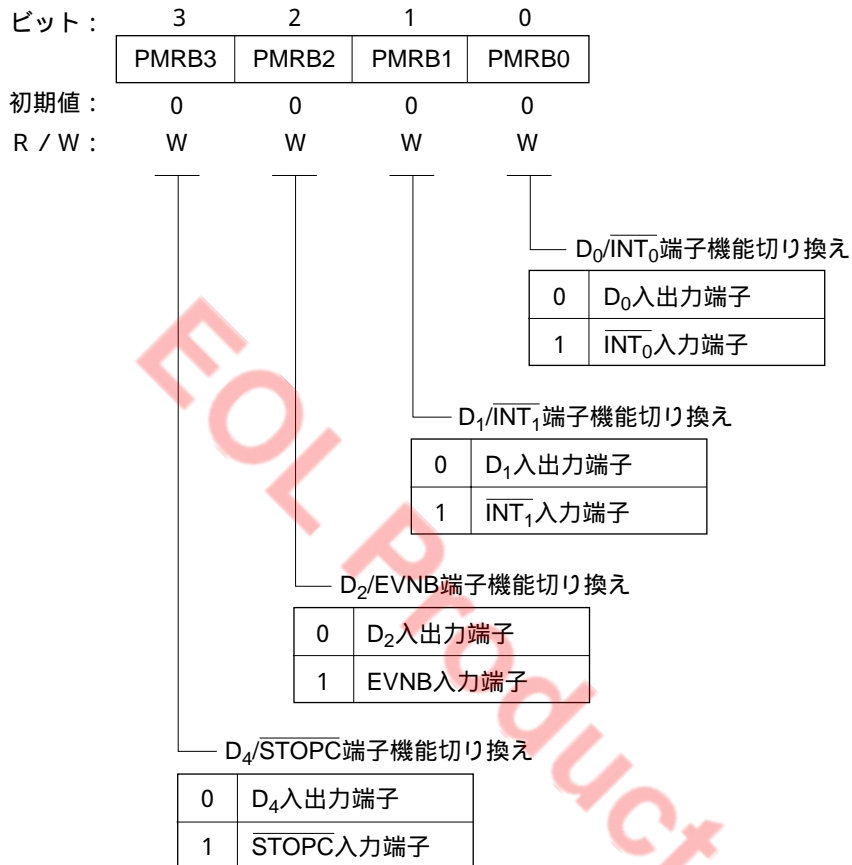 ビット： 3 2 1 0
PMRB3 PMRB2 PMRB1 PMRB0
初期値： 0 0 0 0
R／W： W W W W
D0/INT0端子機能切り換え
0 D0入出力端子
1 INT0入力端子
D1/INT1端子機能切り換え
0 D1入出力端子
1 INT1入力端子
D2/EVNB端子機能切り換え
0 D2入出力端子
1 EVNB入力端子
D4/STOPC端子機能切り換え
0 D4入出力端子
1 STOPC入力端子
EOL Product